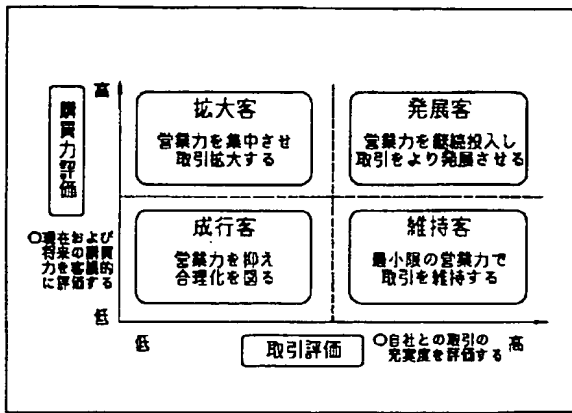 購買力評価
高
拡大客
営業力を集中させ
取引拡大する
発展客
営業力を継続投入し
取引をより発展させる
○現在および
将来の購買
力を客観的
に評価する
成行客
営業力を抑え
合理化を図る
維持客
最小限の営業力で
取引を維持する
低
低
取引評価
○自社との取引の
充実度を評価する
高